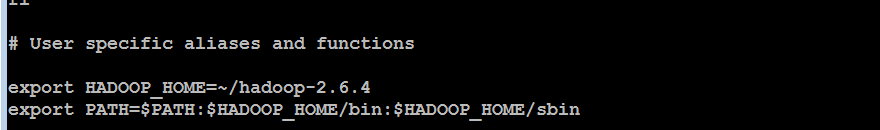 # User specific aliases and functions
export HADOOP_HOME=~/hadoop-2.6.4
export PATH=$PATH:$HADOOP_HOME/bin:$HADOOP_HOME/sbin